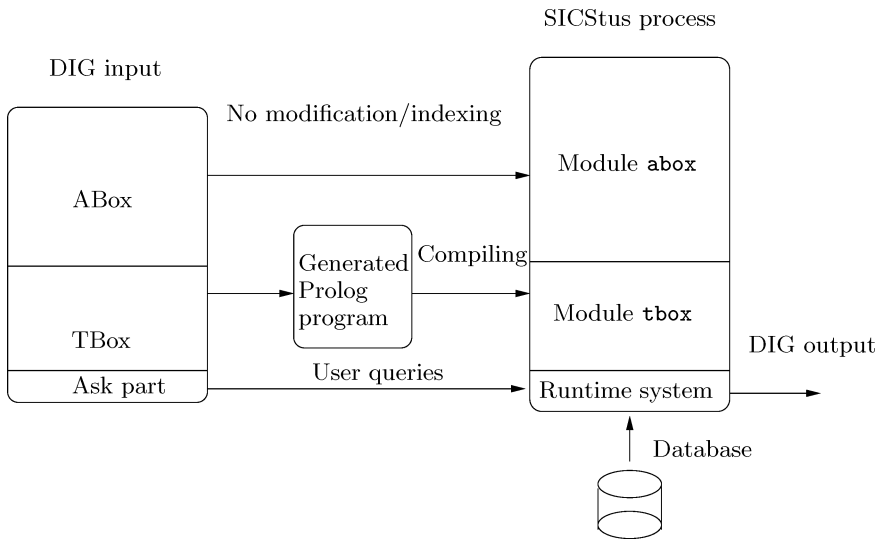 SICStus process
DIG input
No modification/indexing
Module abox
ABox
Compiling
Generated
Prolog
program
Module tbox
TBox
DIG output
User queries
Ask part
Runtime system
Database